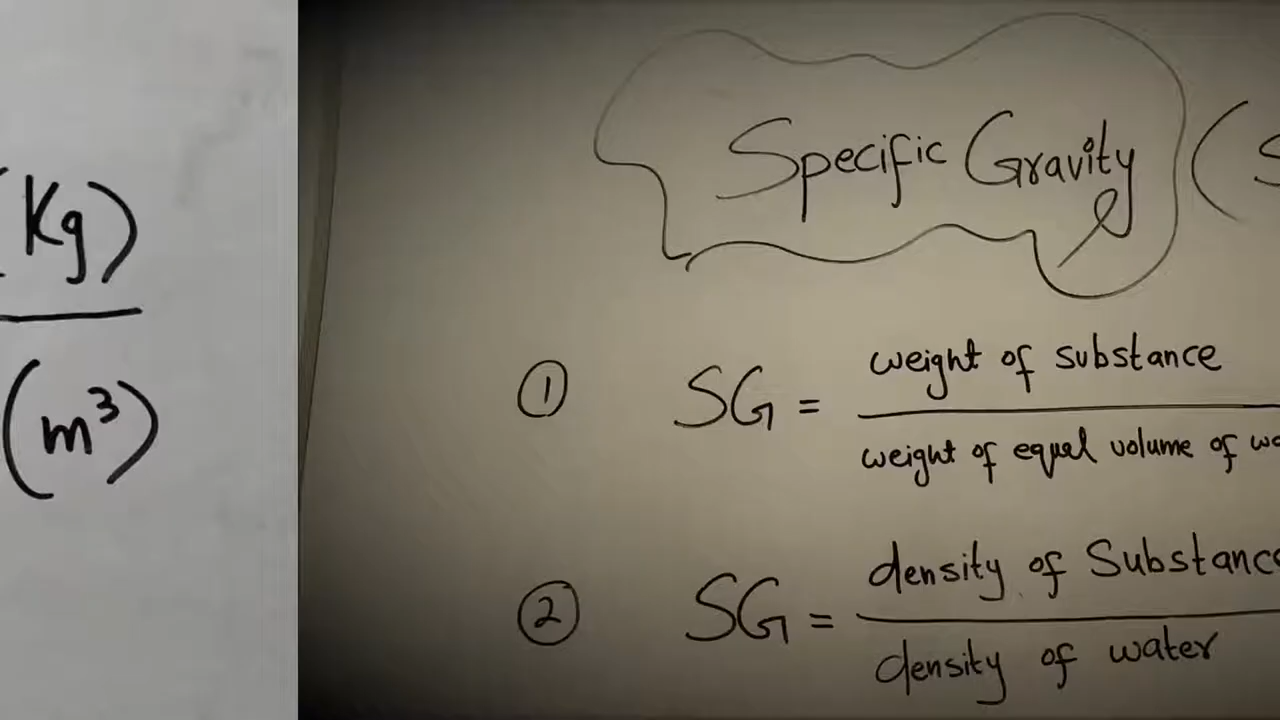 (Kg)
(m³)
Specific Gravity (S
① SG = weight of substance
weight of equal volume of
② SG = density of Substance
density of water